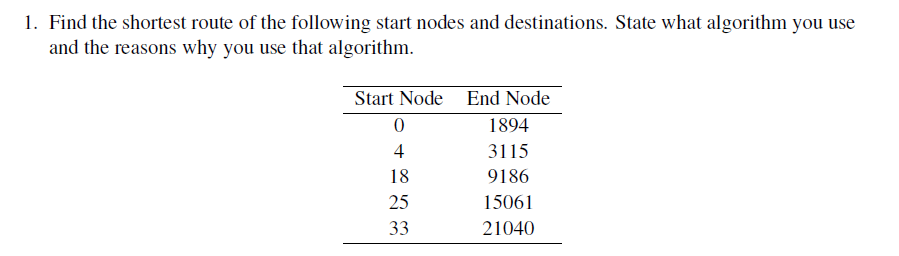 1. Find the shortest route of the following start nodes and destinations. State what algorithm you use
and the reasons why you use that algorithm.
Start Node End Node
0 1894
4 3115
18 9186
25 15061
33 21040